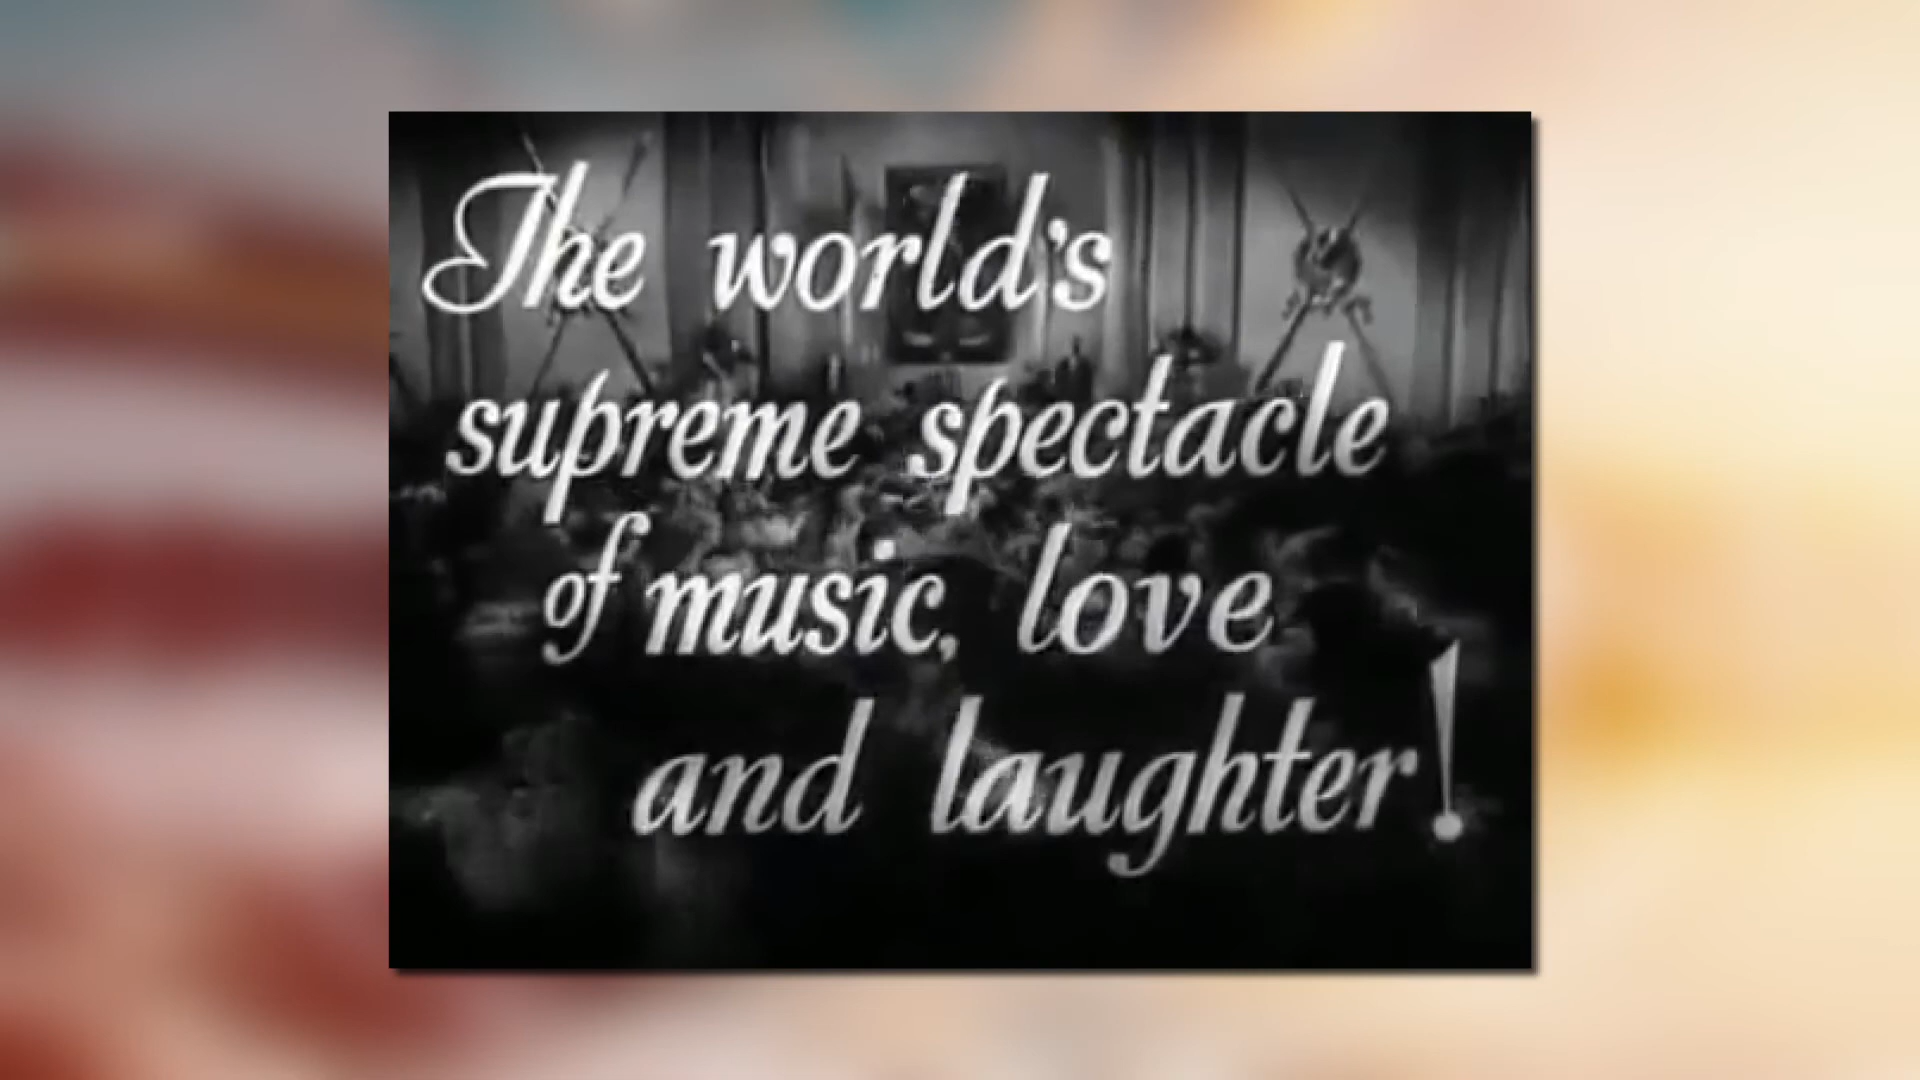 The world's
supreme spectacle
of music, love
and laughter!